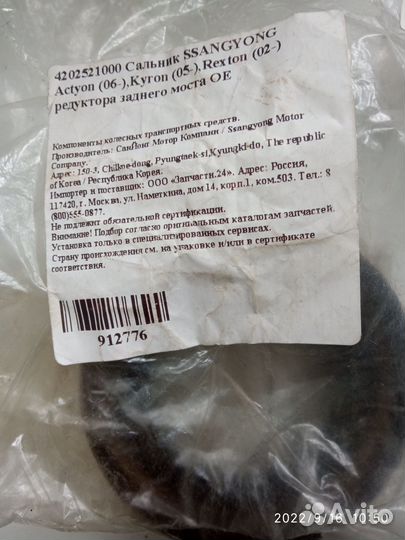 4202521000 Сальник SSANGYONG
Actyon (06-),Kyron (05-),Rexton (02-)
редуктора заднего моста OE
Компоненты колесных транспортных средств.
Производитель: СанЙонг Мотор Компани / Ssangyong Motor
Company.
Адрес: 150-3, Chilkoe-dong, Pyungtaek-si,Kyungki-do, The republic
of Korea / Республика Корея.
Импортер и поставщик: ООО «Запчасти.24». Адрес: Россия,
117420, г. Москва, ул. Наметкина, дом 14, корп.1, ком.503. Тел.: 8
(800)555-0877.
Не подлежит обязательной сертификации.
Внимание! Подбор согласно оригинальным каталогам запчастей.
Установка только в специализированных сервисах.
Страну происхождения см. на упаковке и/или в сертификате
соответствия.
912776
2022/9/16 10:50
Avito